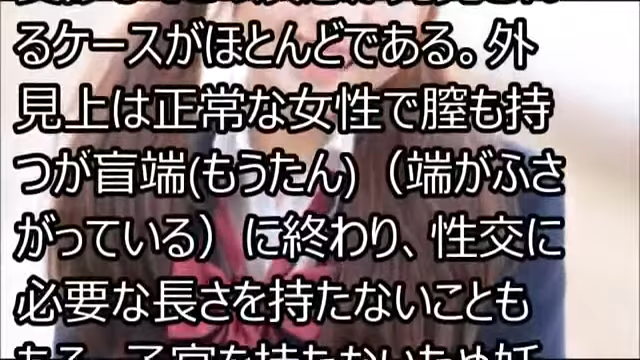 るケースがほとんどである。外
見上は正常な女性で膣も持
つが盲端(もうたん)（端がふさ
がっている）に終わり、性交に
必要な長さを持たないことも